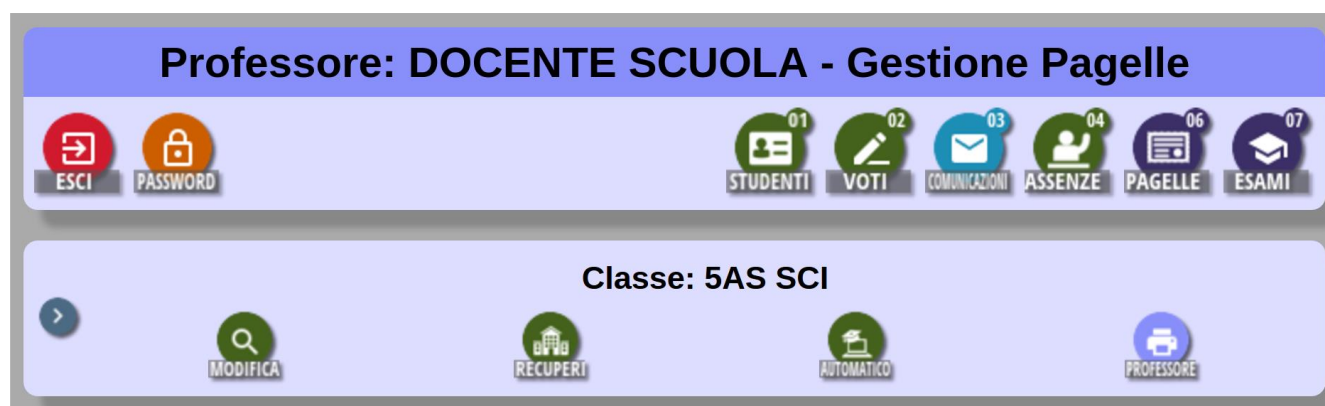 Professore: DOCENTE SCUOLA - Gestione Pagelle
01 02 03 04 06 07
ESCI PASSWORD STUDENTI VOTI COMUNICAZIONI ASSENZE PAGELLE ESAMI
Classe: 5AS SCI
MODIFICA RECUPERI AUTOMATICO PROFESSORE